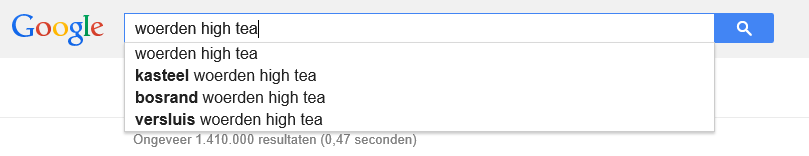 Google
woerden high tea
woerden high tea
kasteel woerden high tea
bosrand woerden high tea
versluis woerden high tea
Ongeveer 1.410.000 resultaten (0,47 seconden)